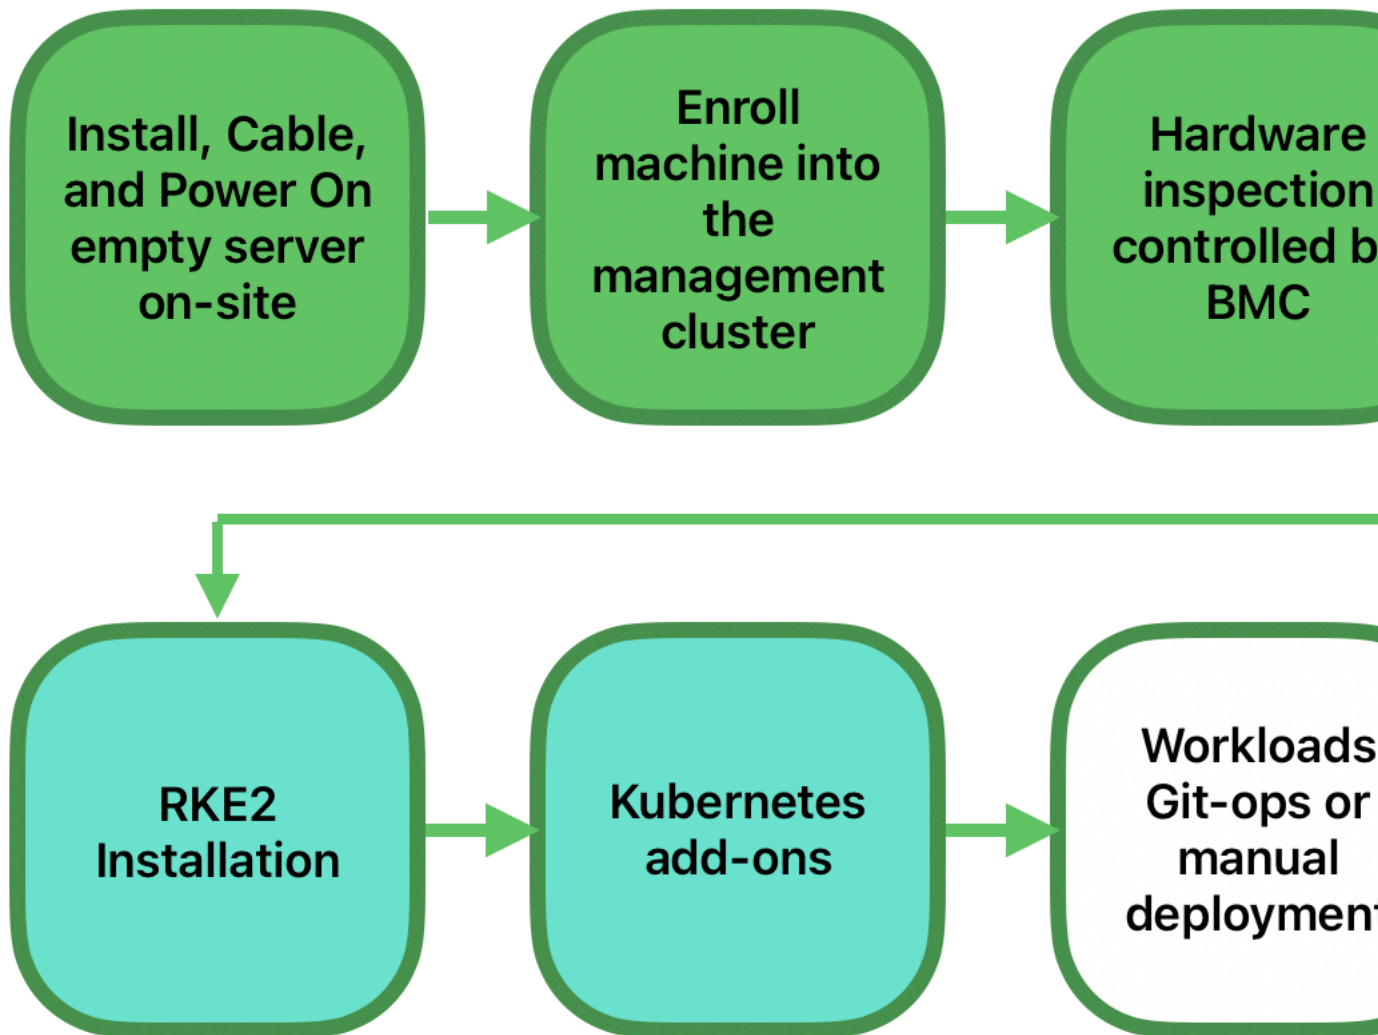 Install, Cable,
and Power On
empty server
on-site
Enroll
machine into
the
management
cluster
Hardware
inspection
controlled b
BMC
RKE2
Installation
Kubernetes
add-ons
Workloads
Git-ops or
manual
deployment